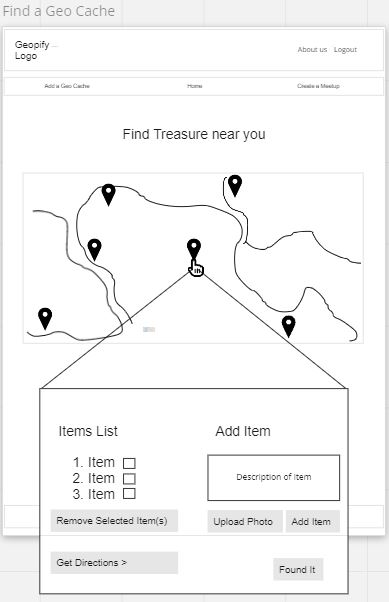 Find a Geo Cache
Geopify
Logo
About us Logout
Add a Geo Cache Home Create a Meetup
Find Treasure near you
Items List Add Item
1. Item
2. Item
3. Item
Description of Item
Remove Selected Item(s) Upload Photo Add Item
Get Directions >
Found It